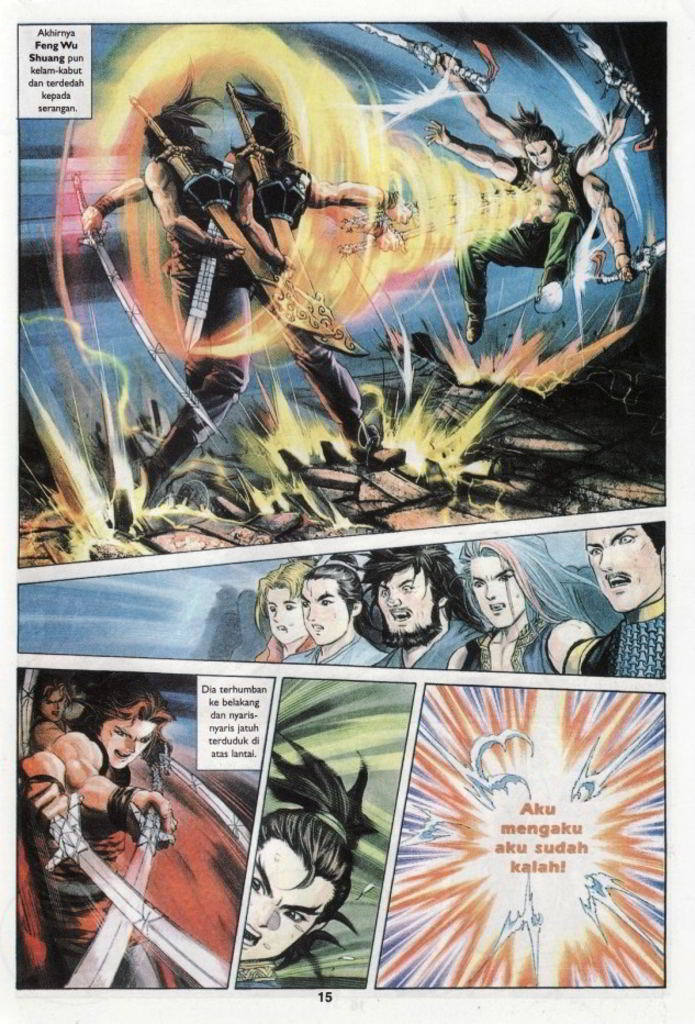 Akhirnya
Feng Wu
Shuang pun
kelam-kabut
dan terdedah
kepada
serangan.
Dia terhumban
ke belakang
dan nyaris-
nyaris jatuh
terduduk di
atas lantai.
Aku
mengaku
aku sudah
kalah!
15